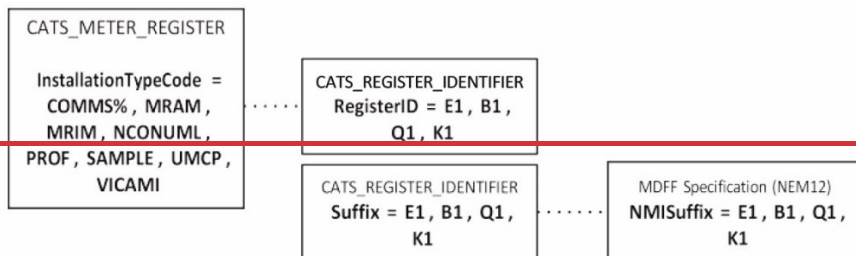 CATS_METER_REGISTER
InstallationTypeCode =
COMMS% , MRAM ,
MRIM , NCONUML ,
PROF , SAMPLE , UMCP ,
VICAMI
CATS_REGISTER_IDENTIFIER
RegisterID = E1 , B1 ,
Q1 , K1
CATS_REGISTER_IDENTIFIER
Suffix = E1 , B1 , Q1 ,
K1
MDFF Specification (NEM12)
NMISuffix = E1 , B1 , Q1 ,
K1